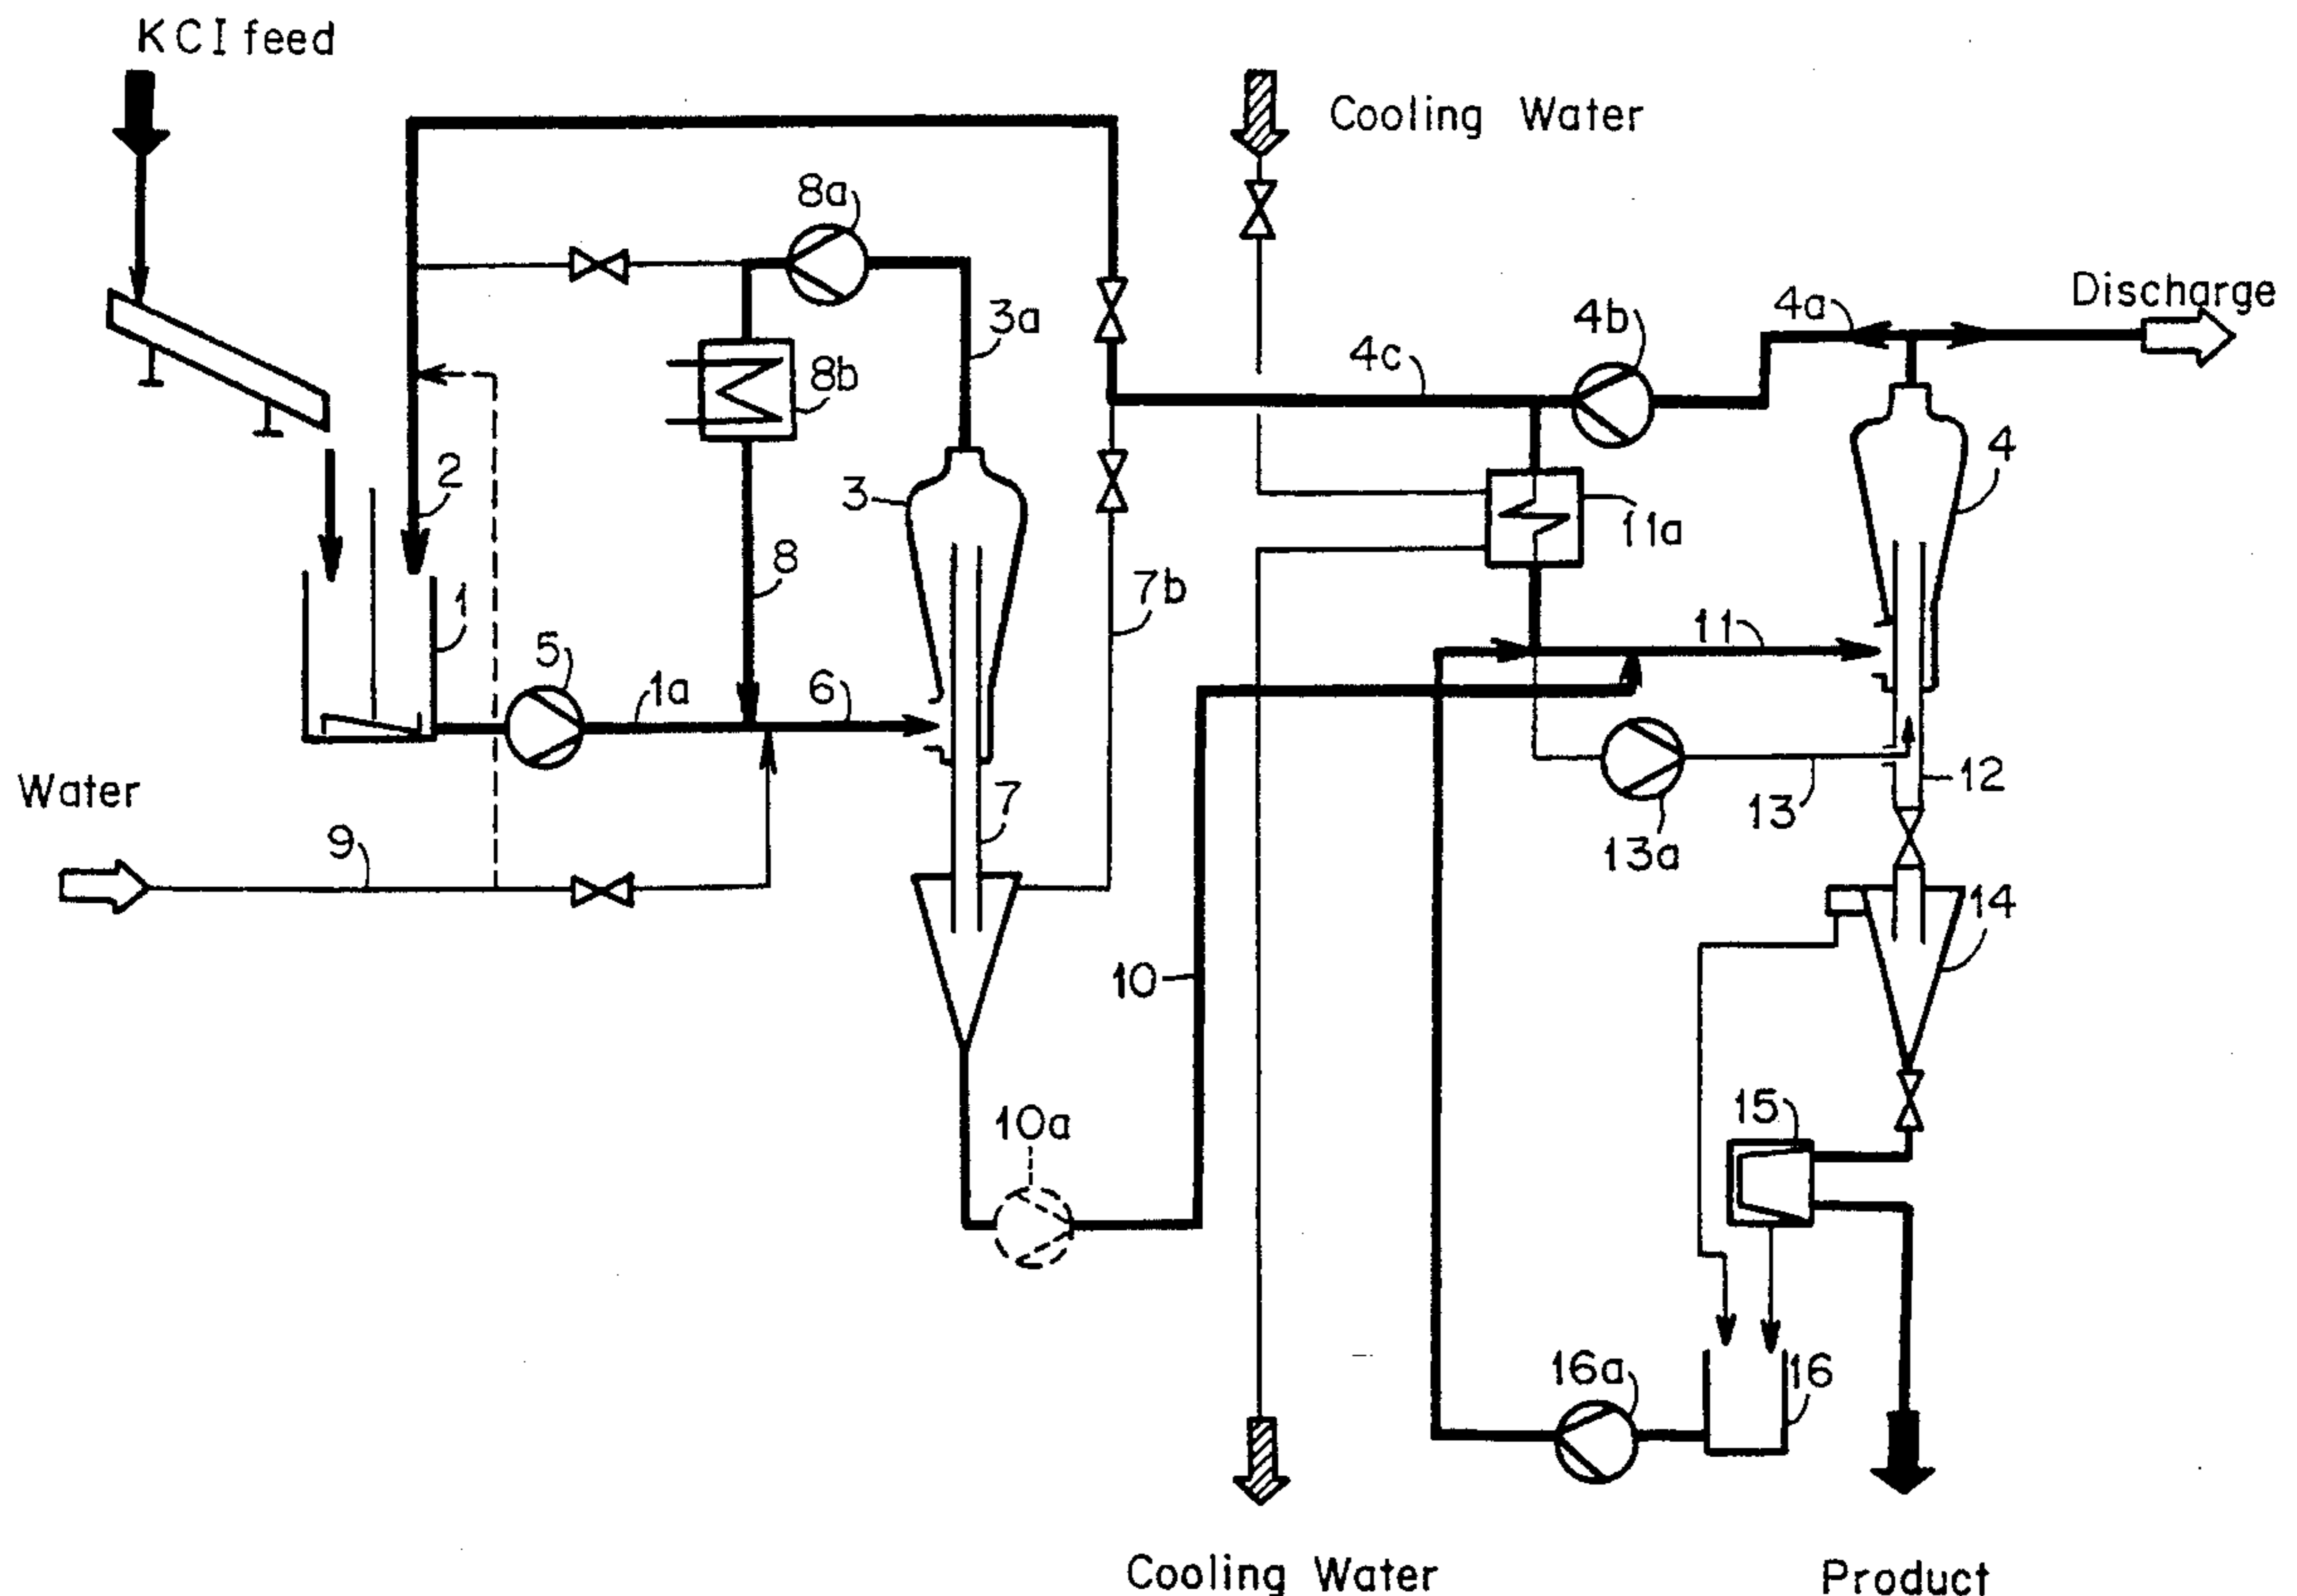 KCl feed
Cooling Water
8a
Discharge
4a
4b
3a
4c
8b
4
2
3
11a
8
7b
1
11
5
1a
6
12
Water
7
13
9
13a
14
10
10a
15
16a
16
Cooling Water
Product